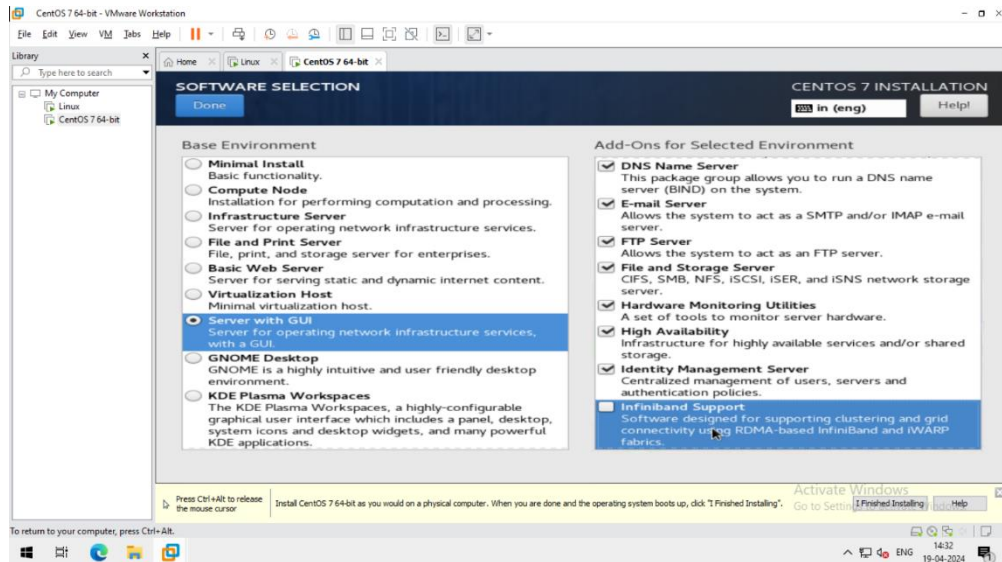 CentOS 7 64-bit - VMware Workstation
File Edit View VM Tabs Help
Library
Type here to search
My Computer
Linux
CentOS 7 64-bit
Home
Linux
CentOS 7 64-bit
SOFTWARE SELECTION
Done
CENTOS 7 INSTALLATION
in (eng)
Help!
Base Environment
Minimal Install
Basic functionality.
Compute Node
Installation for performing computation and processing.
Infrastructure Server
Server for operating network infrastructure services.
File and Print Server
File, print, and storage server for enterprises.
Basic Web Server
Server for serving static and dynamic internet content.
Virtualization Host
Minimal virtualization host.
Server with GUI
Server for operating network infrastructure services,
with a GUI.
GNOME Desktop
GNOME is a highly intuitive and user friendly desktop
environment.
KDE Plasma Workspaces
The KDE Plasma Workspaces, a highly-configurable
graphical user interface which includes a panel, desktop,
system icons and desktop widgets, and many powerful
KDE applications.
Add-Ons for Selected Environment
DNS Name Server
This package group allows you to run a DNS name
server (BIND) on the system.
E-mail Server
Allows the system to act as a SMTP and/or IMAP e-mail
server.
FTP Server
Allows the system to act as an FTP server.
File and Storage Server
CIFS, SMB, NFS, iSCSI, iSER, and iSNS network storage
server.
Hardware Monitoring Utilities
A set of tools to monitor server hardware.
High Availability
Infrastructure for highly available services and/or shared
storage.
Identity Management Server
Centralized management of users, servers and
authentication policies.
Infiniband Support
Software designed for supporting clustering and grid
connectivity using RDMA-based InfiniBand and iWARP
fabrics.
Press Ctrl+Alt to release
the mouse cursor
Install CentOS 7 64-bit as you would on a physical computer. When you are done and the operating system boots up, click "I Finished Installing".
Activate Windows
Go to Settin
I Finished Installing
Help
To return to your computer, press Ctrl+Alt.
ENG
14:32
19-04-2024